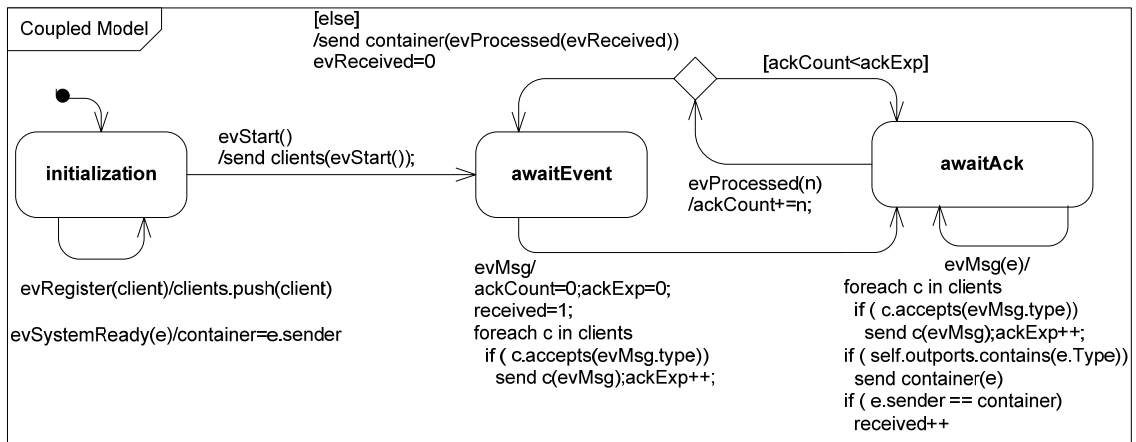 Coupled Model
[else]
/send container(evProcessed(evReceived))
evReceived=0
[ackCount<ackExp]
initialization
evStart()
/send clients(evStart());
awaitEvent
evProcessed(n)
/ackCount+=n;
awaitAck
evRegister(client)/clients.push(client)
evSystemReady(e)/container=e.sender
evMsg/
ackCount=0;ackExp=0;
received=1;
foreach c in clients
if ( c.accepts(evMsg.type))
send c(evMsg);ackExp++;
evMsg(e)/
foreach c in clients
if ( c.accepts(evMsg.type))
send c(evMsg);ackExp++;
if ( self.outports.contains(e.Type))
send container(e)
if ( e.sender == container)
received++